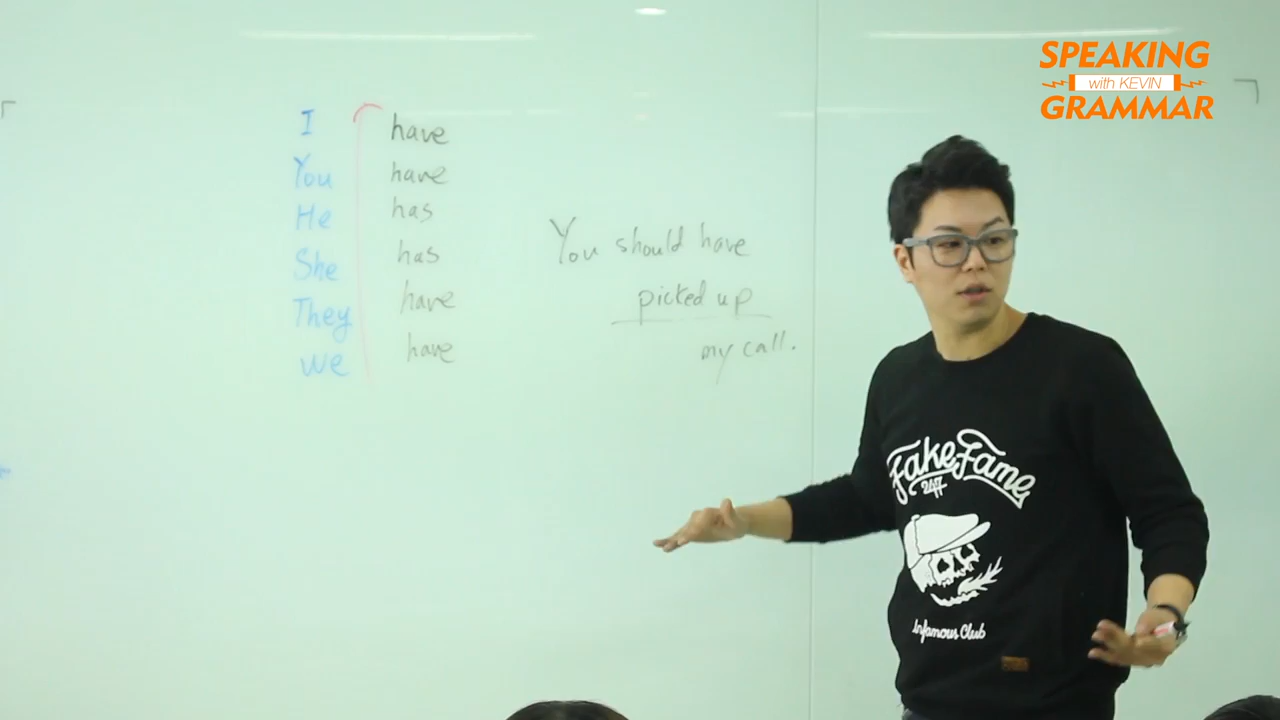 SPEAKING
with KEVIN
GRAMMAR
I have
You have
He has
She has
They have
we have
You should have
picked up
my call.
Fake Fame
247
Infamous Club